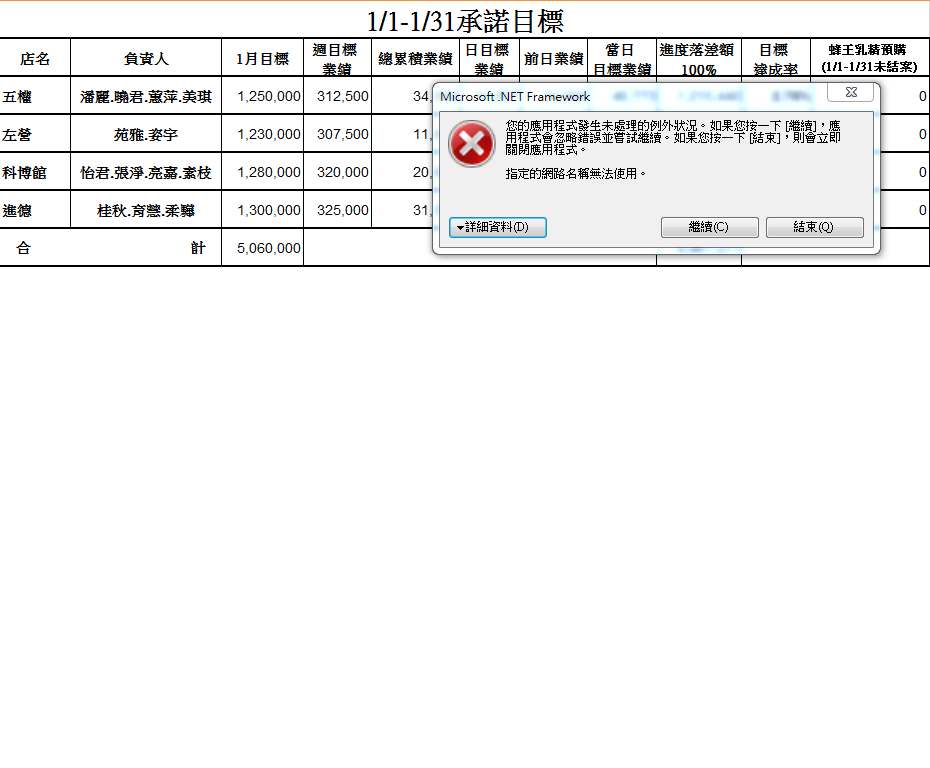 1/1-1/31承諾目標
店名 負責人 1月目標 週目標業績 總累積業績 日目標業績 前日業績 當日目標業績 進度落差額100% 目標達成率 蜂王乳精預購(1/1-1/31未結案)
五權 潘麗.曉君.蕙萍.美琪 1,250,000 312,500 34, 0
左營 苑雅.姿宇 1,230,000 307,500 11, 0
科博館 怡君.張淨.亮嘉.素枝 1,280,000 320,000 20, 0
進德 桂秋.育慧.柔驊 1,300,000 325,000 31, 0
合 計 5,060,000
Microsoft .NET Framework
您的應用程式發生未處理的例外狀況。如果您按一下 [繼續]，應
用程式會忽略錯誤並嘗試繼續。如果您按一下 [結束]，則會立即
關閉應用程式。
指定的網路名稱無法使用。
詳細資料(D) 繼續(C) 結束(Q)